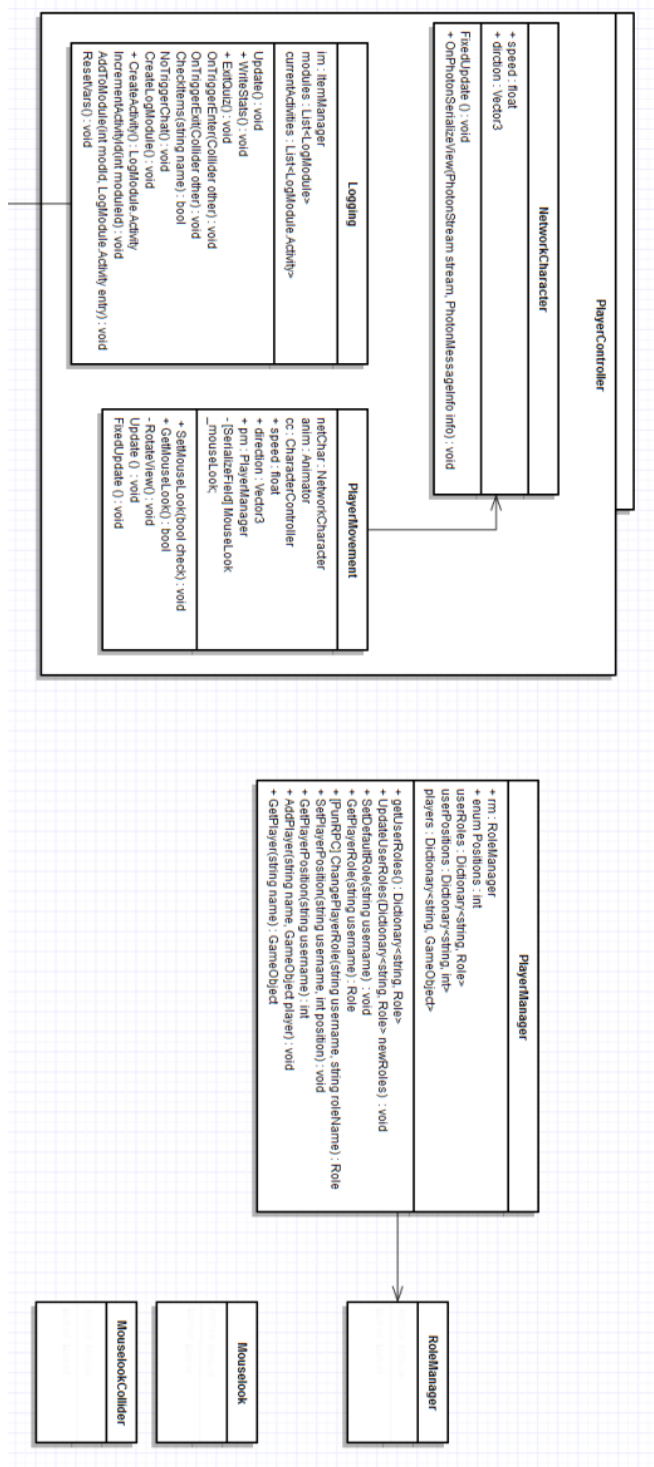 PlayerController
NetworkCharacter
+ speed : float
+ dirction : Vector3
FixedUpdate () : void
+ OnPhotonSerializeView(PhotonStream stream, PhotonMessageInfo info) : void
Logging
im : ItemManager
modules : List<LogModule>
currentActivities : List<LogModule.Activity>
Update() : void
+ WriteStats() : void
+ ExitQuiz() : void
OnTriggerEnter(Collider other) : void
OnTriggerExit(Collider other) : void
CheckItems(string name) : bool
NoTriggerChat() : void
CreateLogModule() : void
+ CreateActivity() : LogModule.Activity
IncrementActivityId(int moduleId) : void
AddToModule(int modId, LogModule.Activity entry) : void
ResetVars() : void
PlayerMovement
netChar : NetworkCharacter
anim : Animator
cc : CharacterController
+ speed : float
+ direction : Vector3
+ pm : PlayerManager
- [SerializeField] MouseLook
_mouseLook;
+ SetMouseLook(bool check) : void
+ GetMouseLook() : bool
- RotateView() : void
Update () : void
FixedUpdate () : void
PlayerManager
+ rm : RoleManager
+ enum Positions : int
userRoles : Dictionary<string, Role>
userPositions : Dictionary<string, int>
players : Dictionary<string, GameObject>
+ getUserRoles() : Dictionary<string, Role>
+ UpdateUserRoles(Dictionary<string, Role> newRoles) : void
+ SetDefaultRole(string username) : void
+ GetPlayerRole(string username) : Role
+ [PunRPC] ChangePlayerRole(string username, string roleName) : Role
+ SetPlayerPosition(string username, int position) : void
+ GetPlayerPosition(string username) : int
+ AddPlayer(string name, GameObject player) : void
+ GetPlayer(string name) : GameObject
RoleManager
Mouselook
MouselookCollider